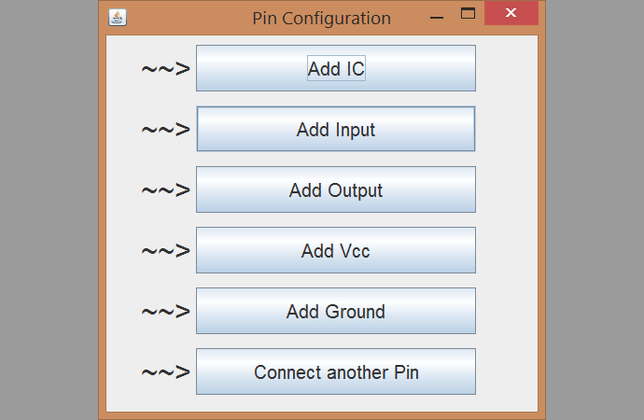 Pin Configuration
~~> Add IC
~~> Add Input
~~> Add Output
~~> Add Vcc
~~> Add Ground
~~> Connect another Pin